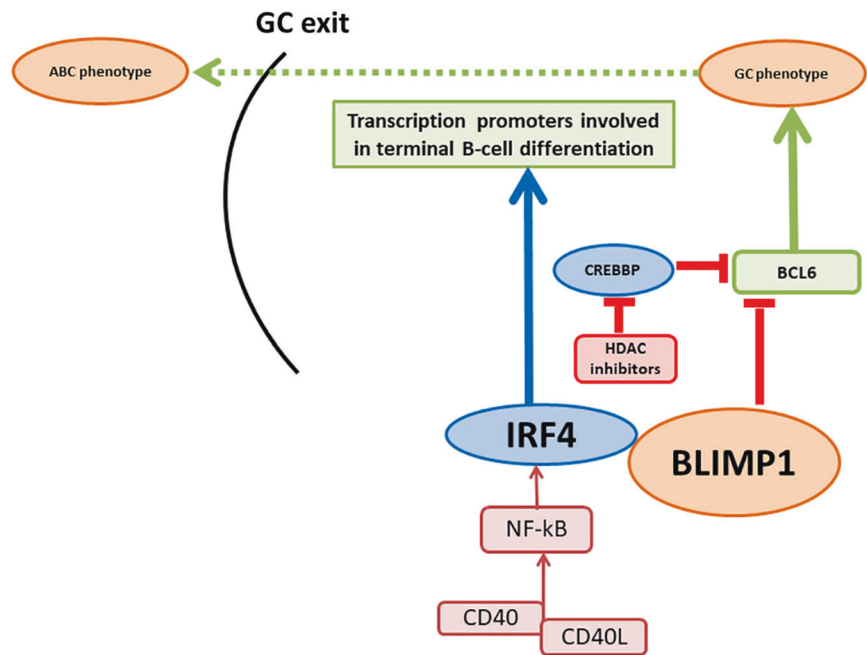 GC exit
ABC phenotype
GC phenotype
Transcription promoters involved
in terminal B-cell differentiation
CREBBP
BCL6
HDAC
inhibitors
IRF4
BLIMP1
NF-kB
CD40
CD40L